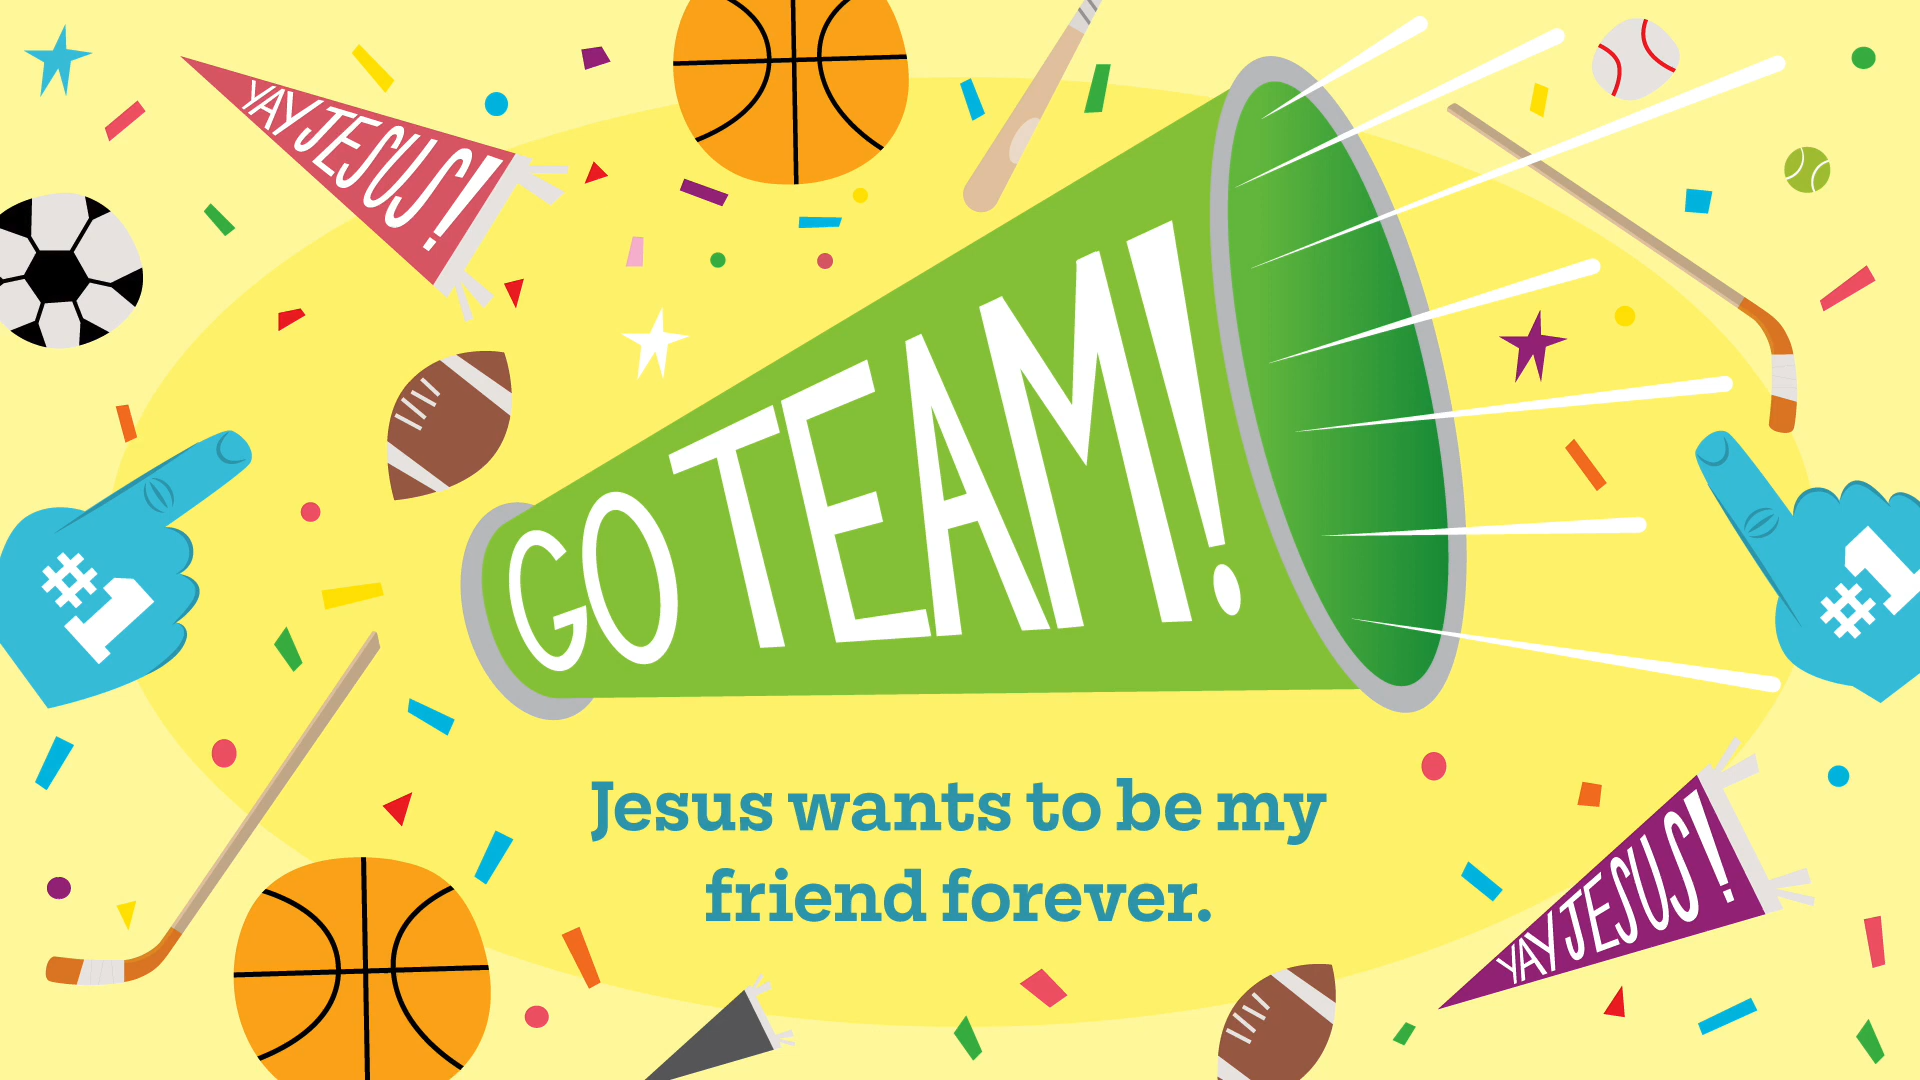 YAY JESUS!
GO TEAM!
#1
#1
Jesus wants to be my
friend forever.
YAY JESUS!